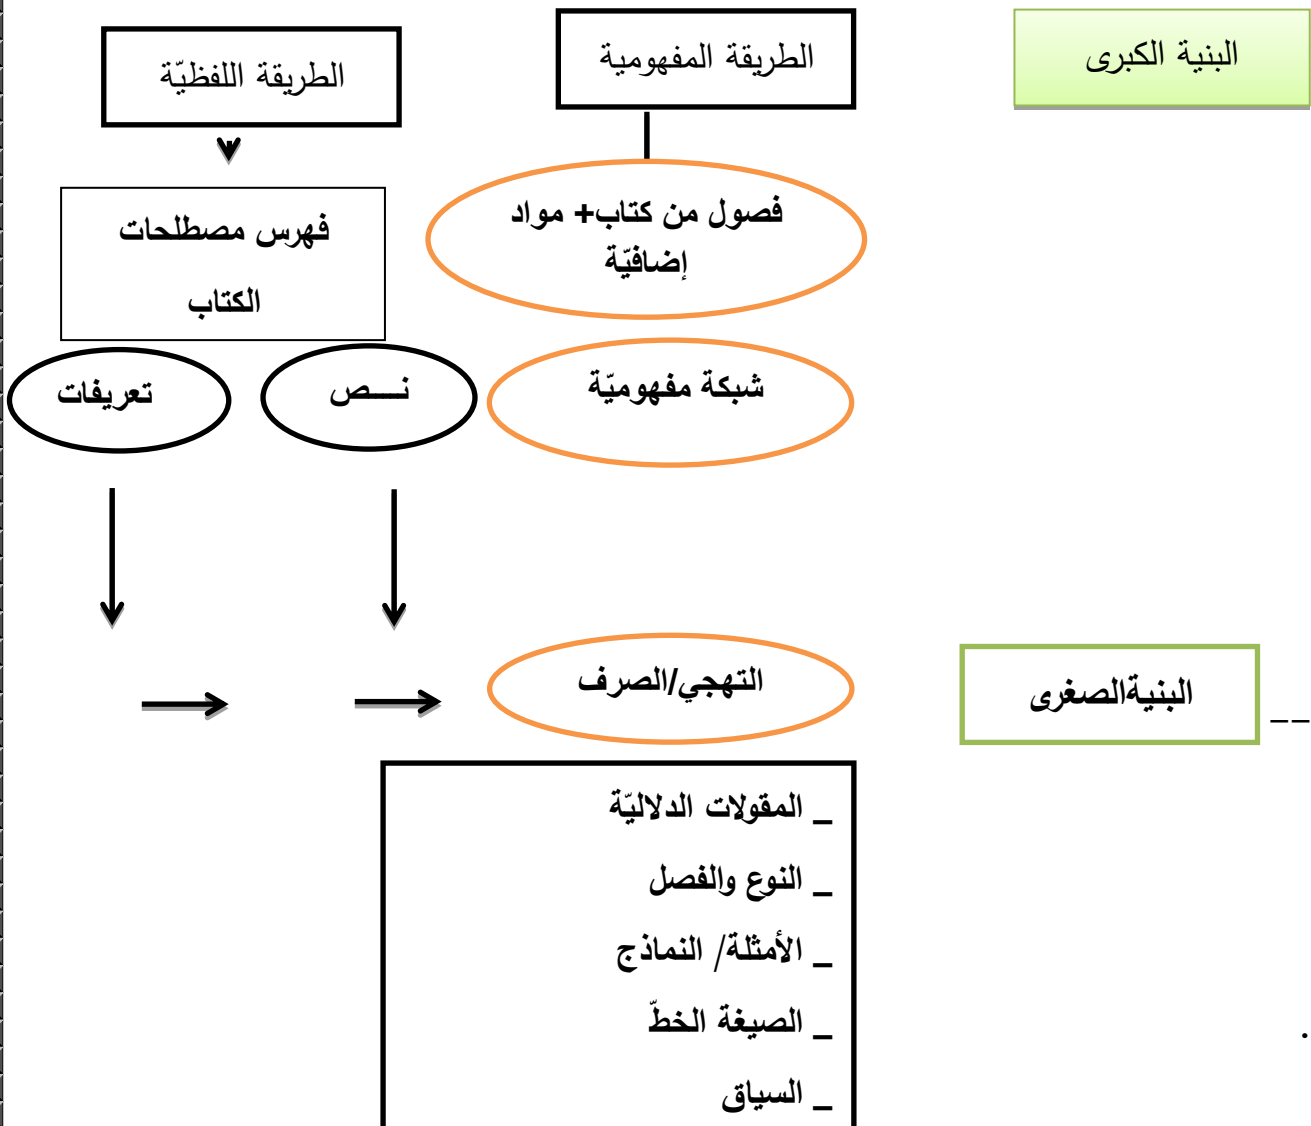 البنية الكبرى
الطريقة المفهومية
الطريقة اللفظيّة
فصول من كتاب+ مواد
إضافيّة
فهرس مصطلحات
الكتاب
شبكة مفهوميّة
نــــص
تعريفات
البنيةالصغرى
التهجي/الصرف
_ المقولات الدلاليّة
_ النوع والفصل
_ الأمثلة/ النماذج
_ الصيغة الخطّ
_ السياق